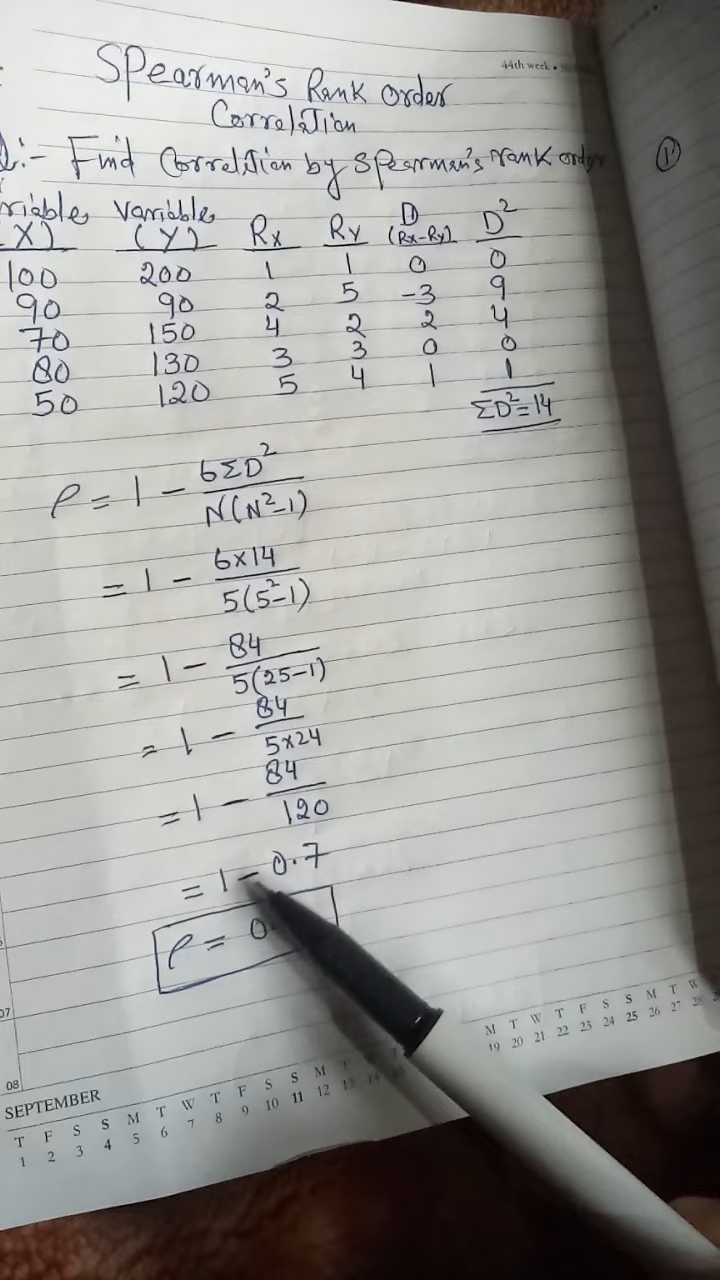 44th week •
Spearman's Rank Order
Correlation
:- Find Correlation by Spearman's rank order
riables Variables D D²
(X) (Y) Rx Ry (Rx-Ry)
100 200 1 1 0 0
90 90 2 5 -3 9
70 150 4 2 2 4
80 130 3 3 0 0
50 120 5 4 1 1
ΣD²=14
ρ = 1 - 6ΣD² / N(N²-1)
= 1 - 6×14 / 5(5²-1)
= 1 - 84 / 5(25-1)
= 1 - 84 / 5×24
= 1 - 84 / 120
= 1 - 0.7
ρ = 0.
07
08
SEPTEMBER
T F S S M T W T F S S M T
1 2 3 4 5 6 7 8 9 10 11 12 13
M T W T F S S M T W
19 20 21 22 23 24 25 26 27 28